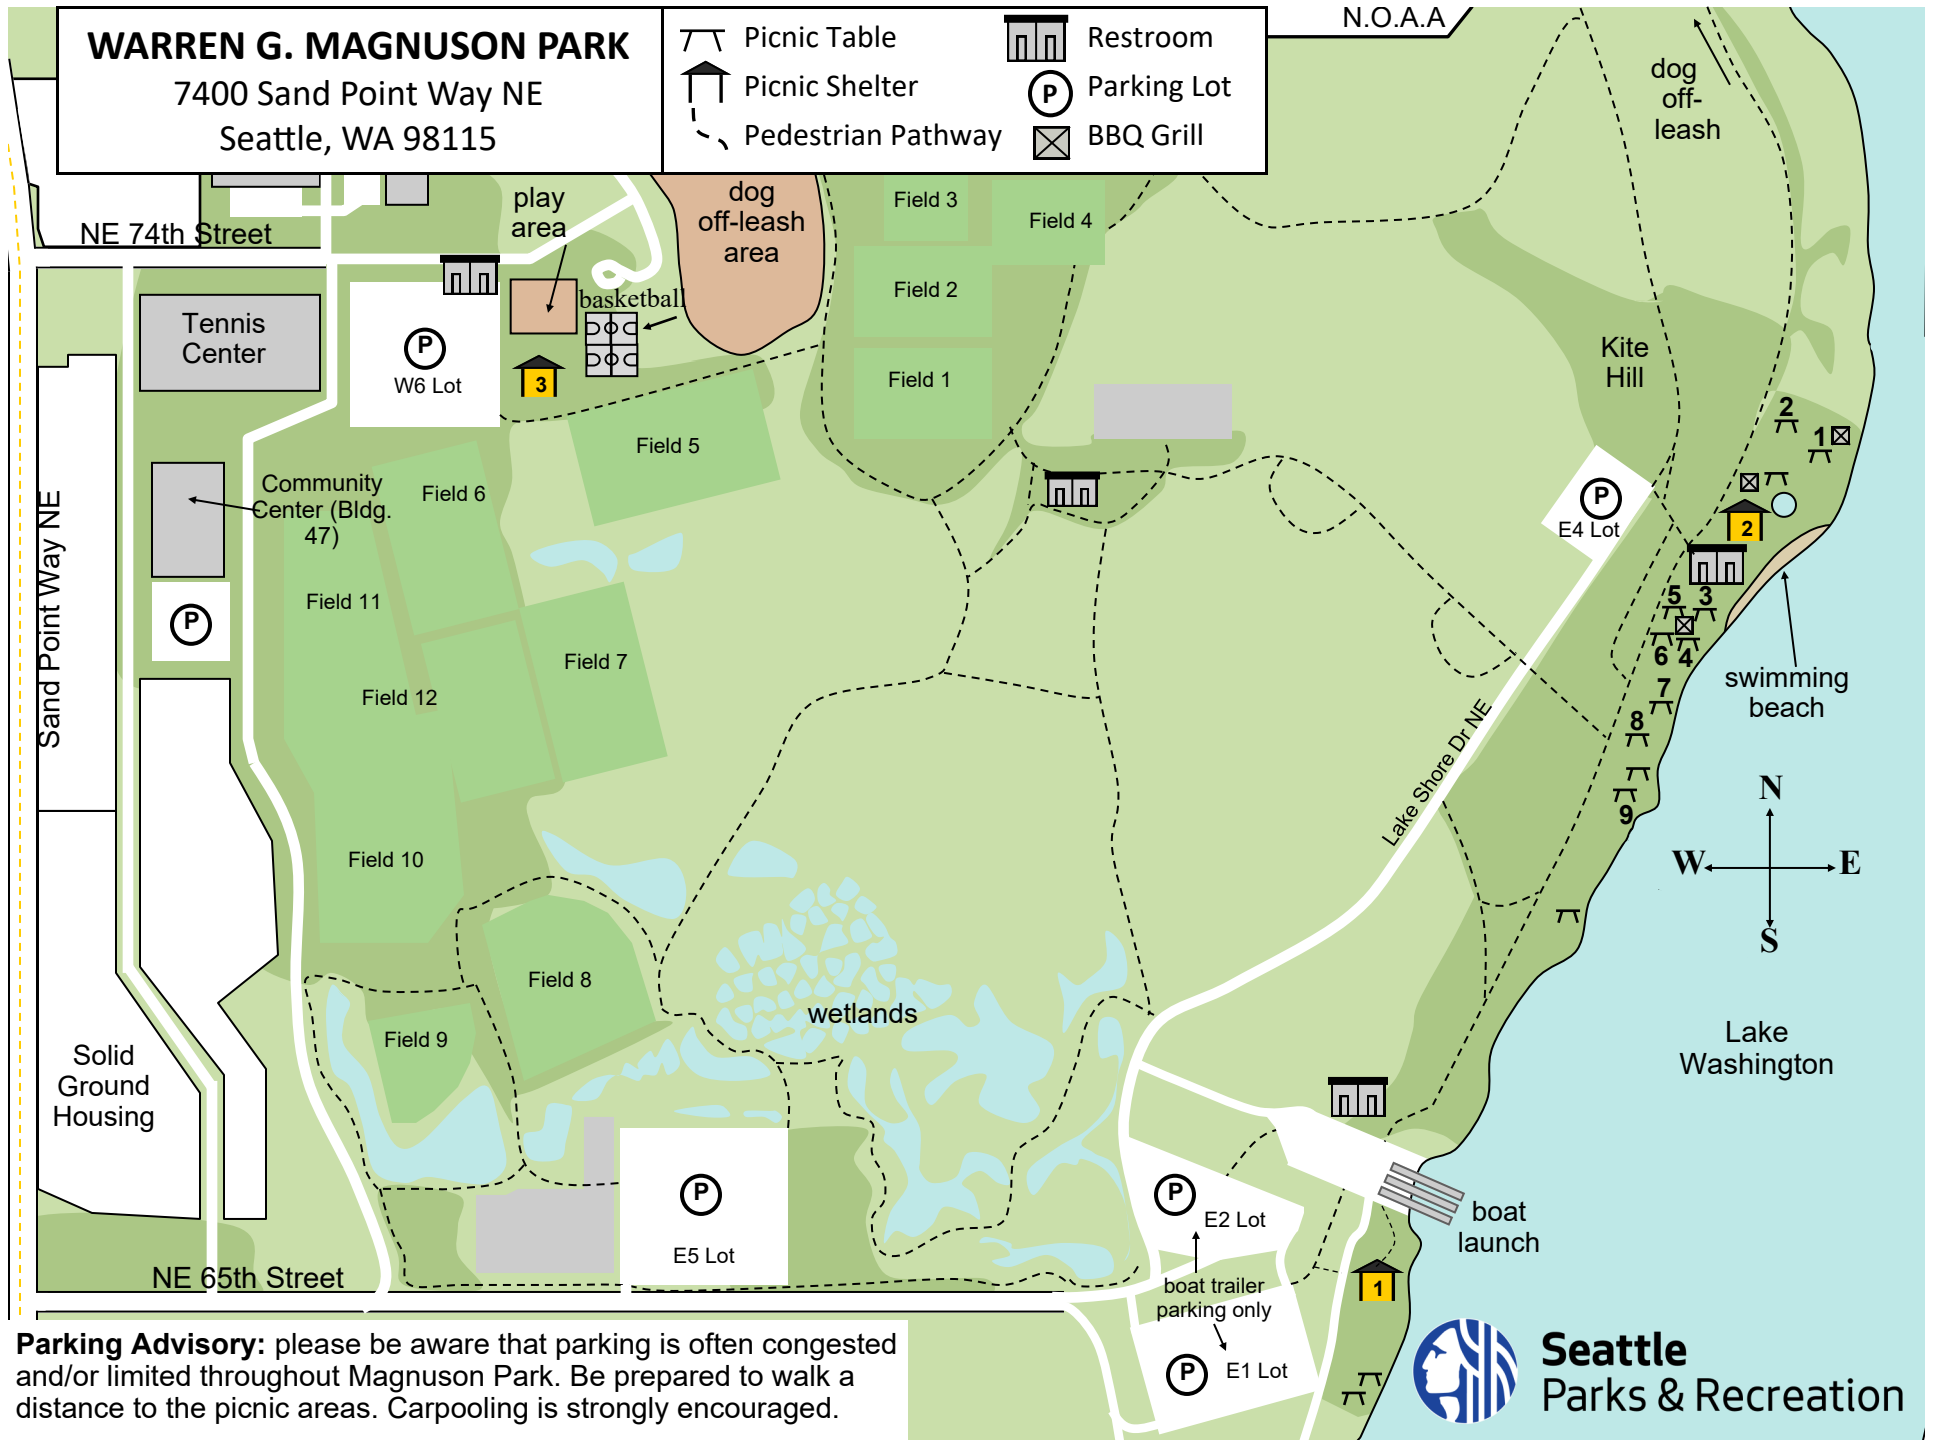 WARREN G. MAGNUSON PARK
7400 Sand Point Way NE
Seattle, WA 98115
Picnic Table
Picnic Shelter
Pedestrian Pathway
Restroom
P
Parking Lot
BBQ Grill
N.O.A.A
dog
off-
leash
play
area
dog
off-leash
area
Field 3
Field 4
NE 74th Street
Field 2
basketball
Tennis
Center
P
W6 Lot
3
Field 1
Kite
Hill
2
1
Field 5
Community
Center (Bldg.
47)
Field 6
P
E4 Lot
2
Sand Point Way NE
Field 11
P
5
3
6
4
Field 7
swimming
beach
7
8
Field 12
Lake Shore Dr NE
9
N
W
E
S
Field 10
Field 8
wetlands
Field 9
Lake
Washington
Solid
Ground
Housing
P
E5 Lot
P
E2 Lot
boat
launch
NE 65th Street
boat trailer
parking only
1
P
E1 Lot
Parking Advisory: please be aware that parking is often congested
and/or limited throughout Magnuson Park. Be prepared to walk a
distance to the picnic areas. Carpooling is strongly encouraged.
Seattle
Parks & Recreation